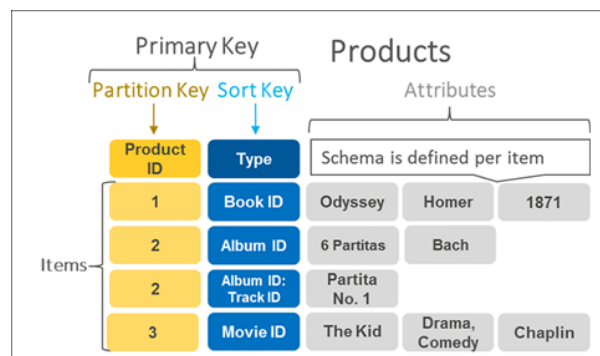 Primary Key
Products
Partition Key
Sort Key
Attributes
Product
ID
Type
Schema is defined per item
Items
1
Book ID
Odyssey
Homer
1871
2
Album ID
6 Partitas
Bach
2
Album ID:
Track ID
Partita
No. 1
3
Movie ID
The Kid
Drama,
Comedy
Chaplin